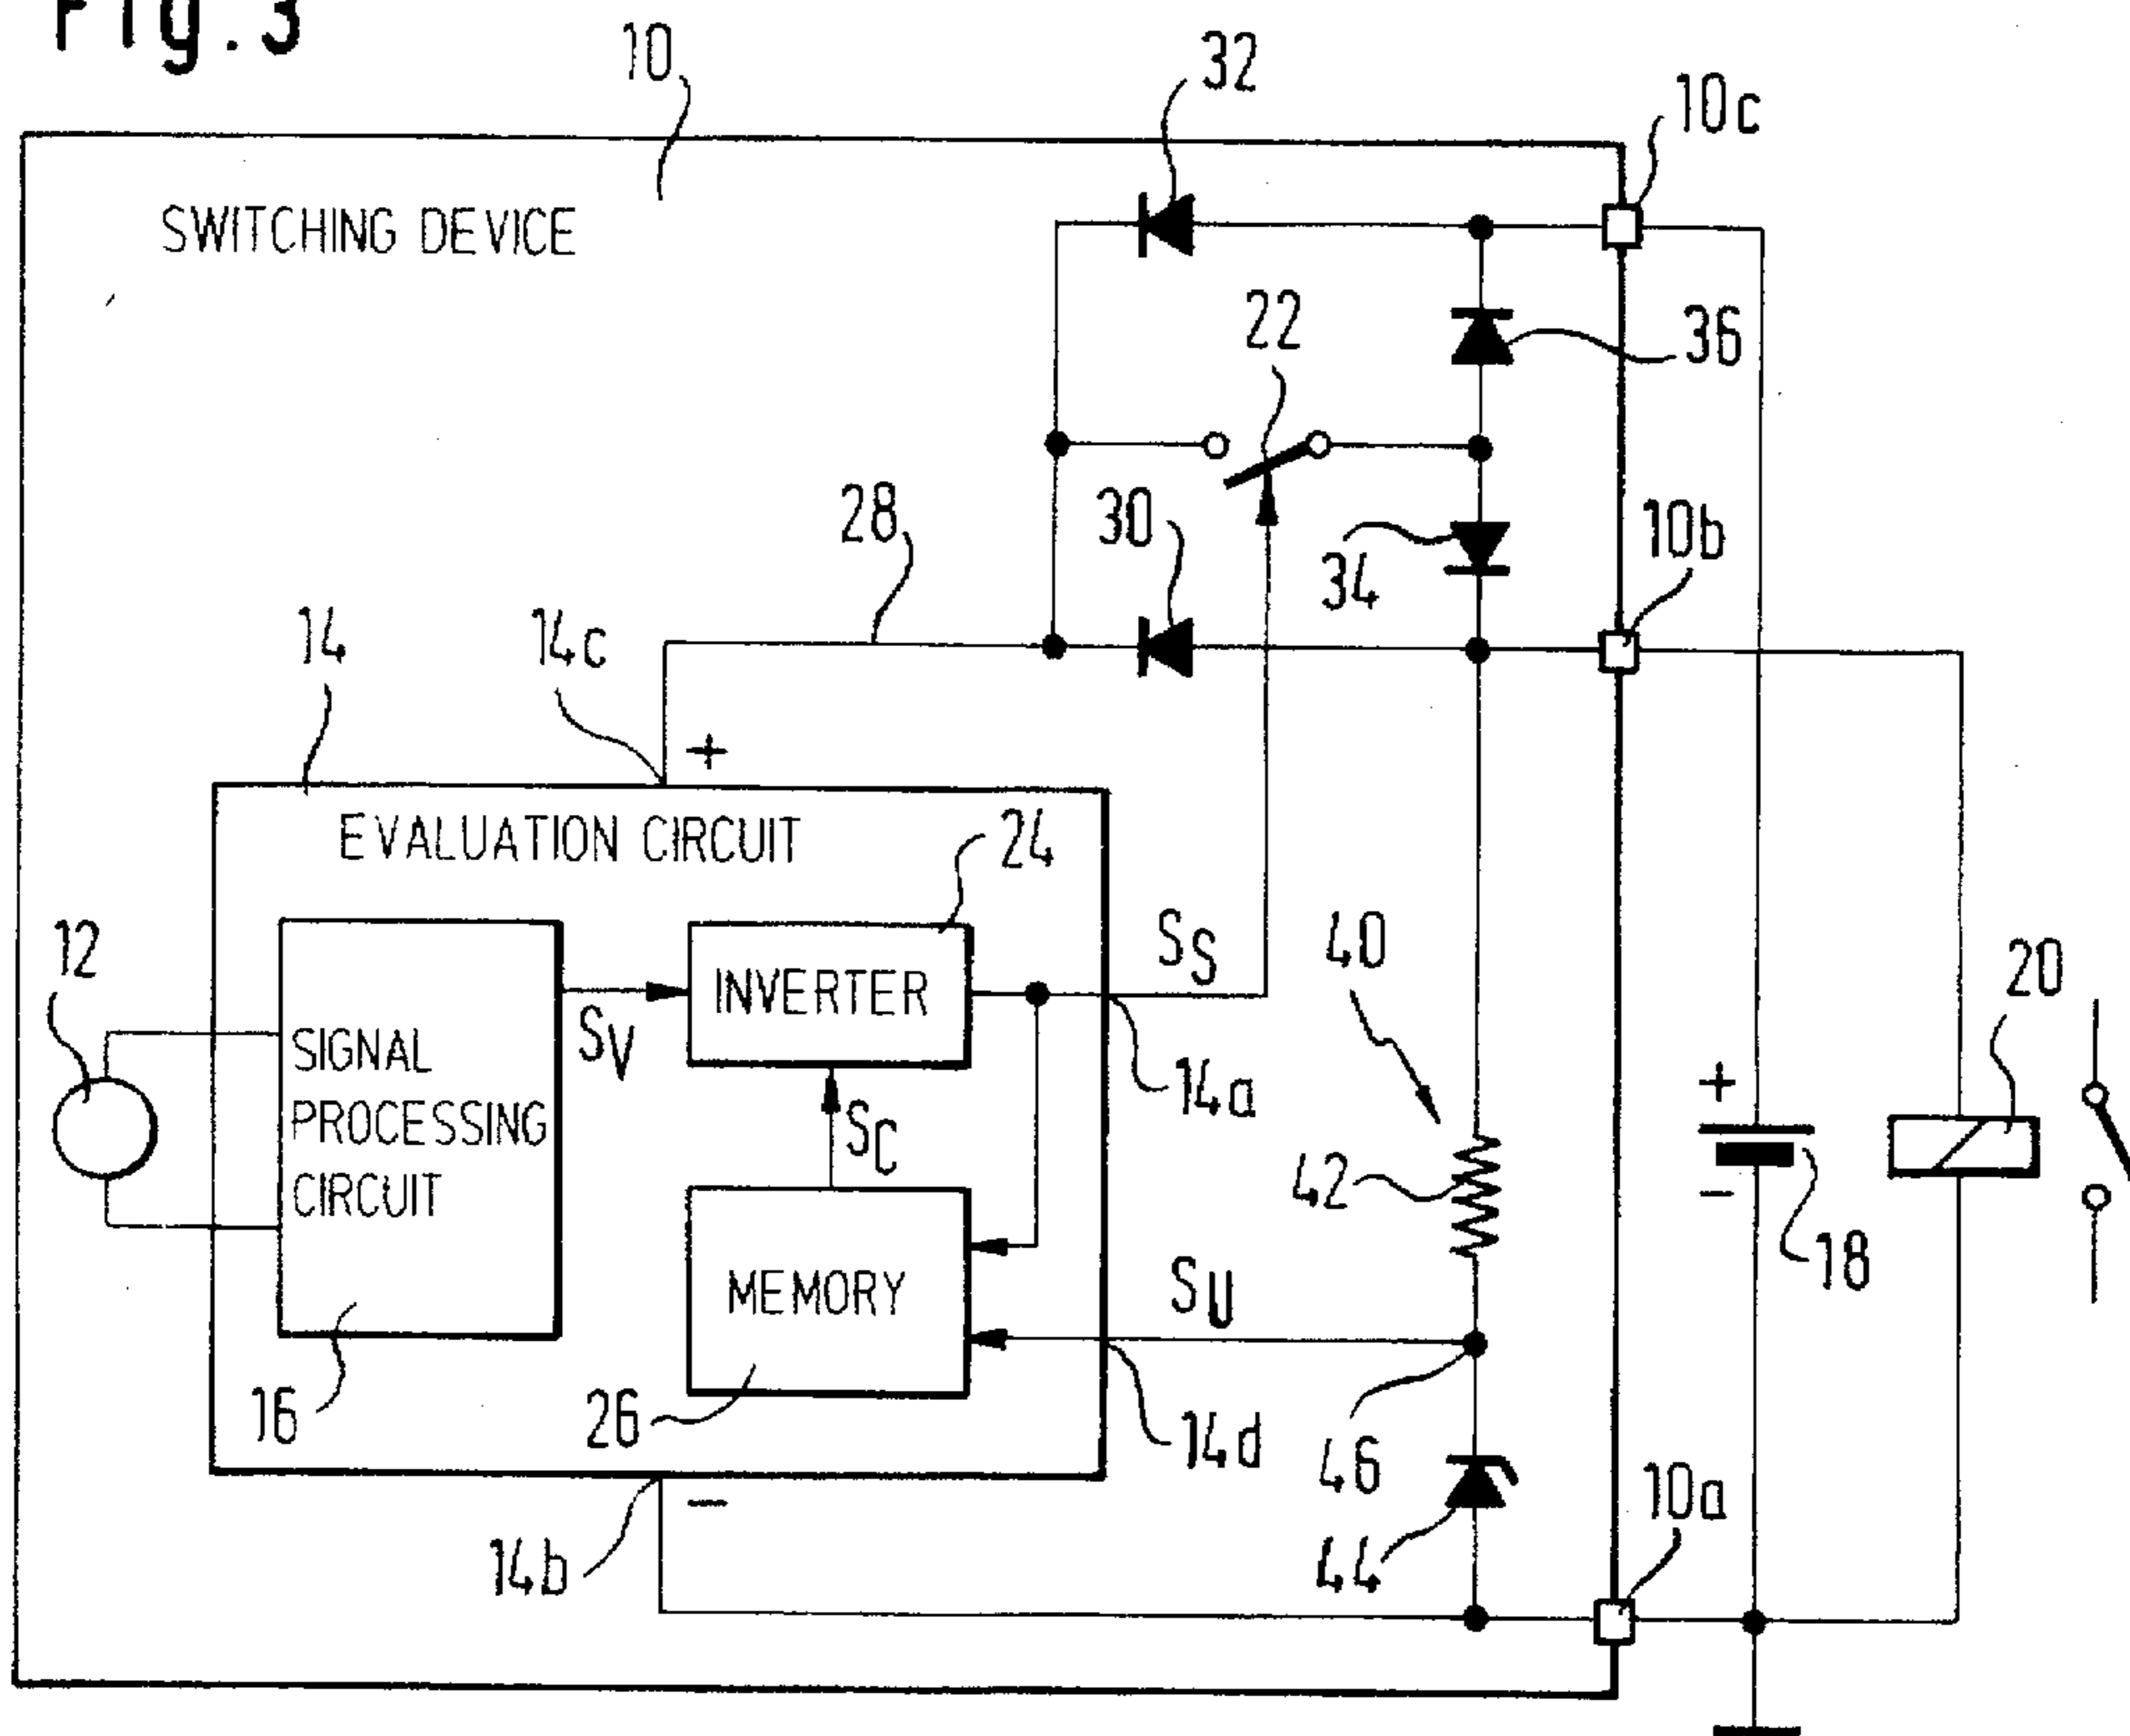 Fig. 3
10
32
10c
SWITCHING DEVICE
22
36
28
30
34
10b
14
14c
+
EVALUATION CIRCUIT
24
12
SV
INVERTER
SS
40
20
SIGNAL
PROCESSING
CIRCUIT
14a
+
SC
42
−
18
MEMORY
SU
16
26
14d
46
−
10a
14b
44